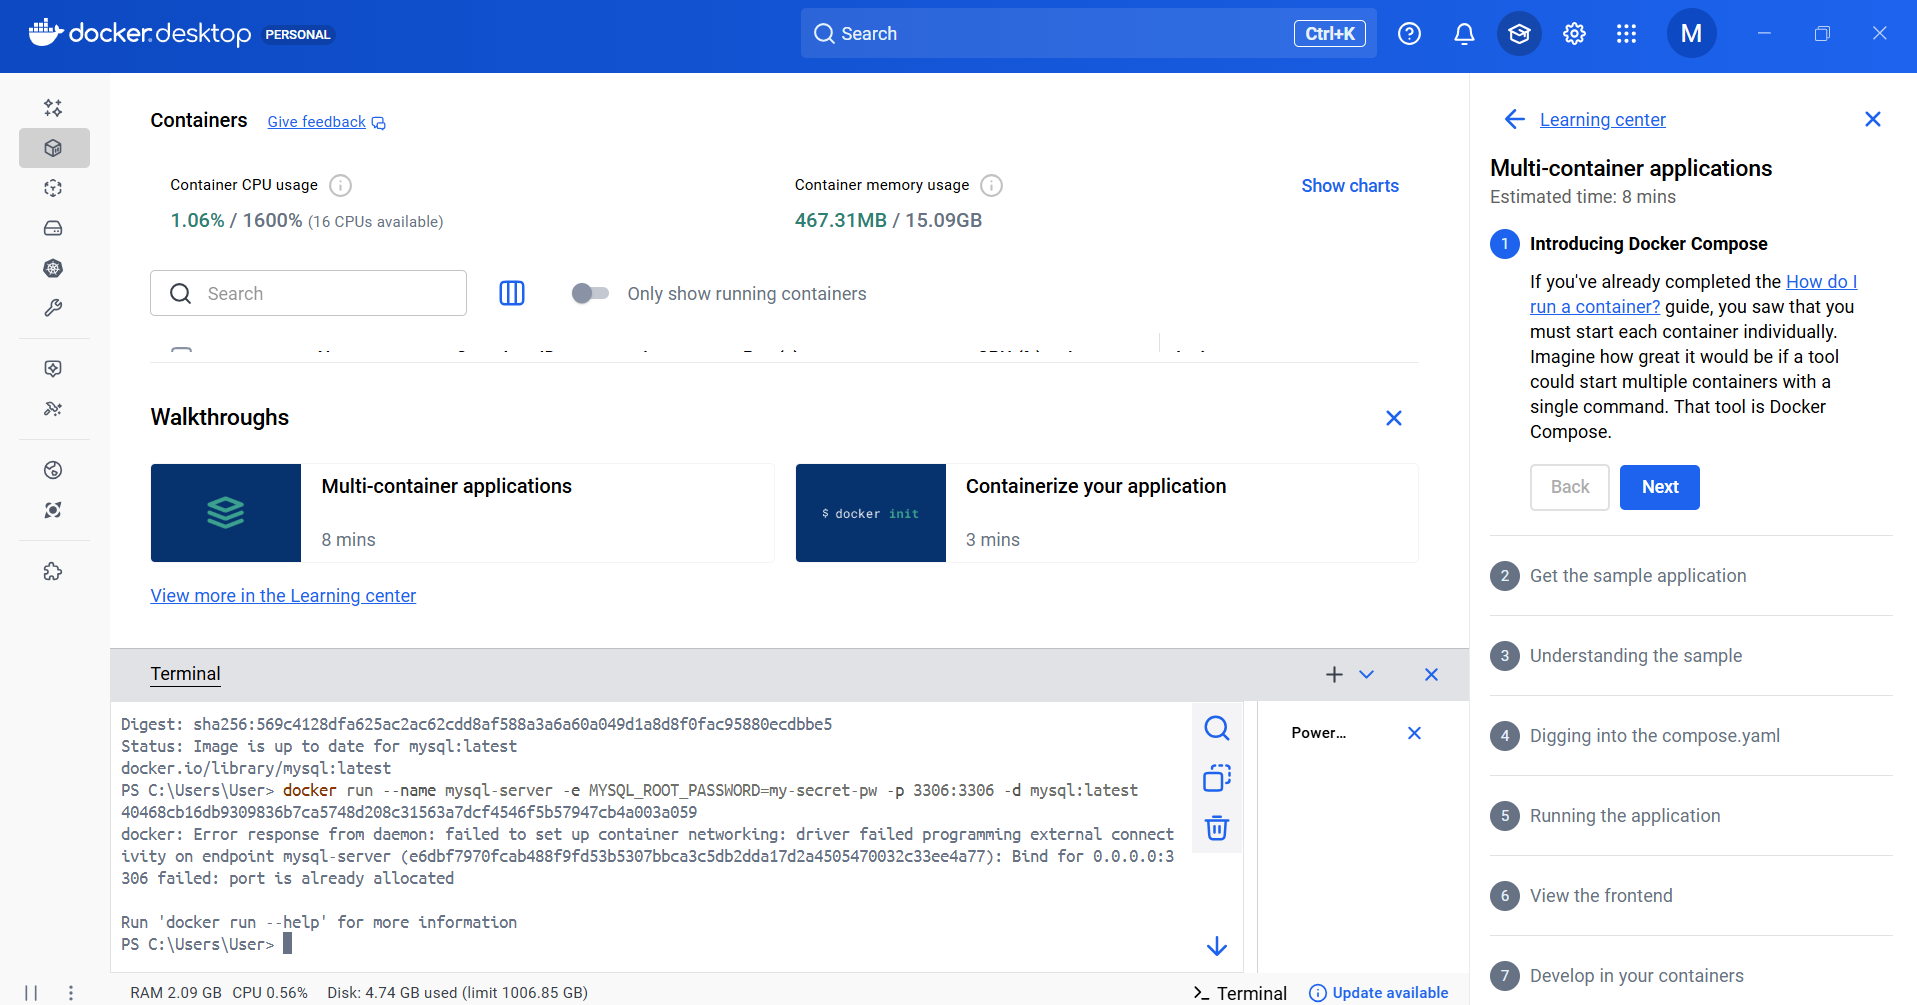 docker.desktop PERSONAL
Search Ctrl+K
M
Containers Give feedback
Container CPU usage
1.06% / 1600% (16 CPUs available)
Container memory usage
467.31MB / 15.09GB
Show charts
Search
Only show running containers
Walkthroughs
Multi-container applications
8 mins
$ docker init
Containerize your application
3 mins
View more in the Learning center
Terminal
Digest: sha256:569c4128dfa625ac2ac62cdd8af588a3a6a60a049d1a8d8f0fac95880ecdbbe5
Status: Image is up to date for mysql:latest
docker.io/library/mysql:latest
PS C:\Users\User> docker run --name mysql-server -e MYSQL_ROOT_PASSWORD=my-secret-pw -p 3306:3306 -d mysql:latest
40468cb16db9309836b7ca5748d208c31563a7dcf4546f5b57947cb4a003a059
docker: Error response from daemon: failed to set up container networking: driver failed programming external connect
ivity on endpoint mysql-server (e6dbf7970fcab488f9fd53b5307bbca3c5db2dda17d2a4505470032c33ee4a77): Bind for 0.0.0.0:3
306 failed: port is already allocated
Run 'docker run --help' for more information
PS C:\Users\User>
Power...
RAM 2.09 GB CPU 0.56% Disk: 4.74 GB used (limit 1006.85 GB)
Terminal
Update available
Learning center
Multi-container applications
Estimated time: 8 mins
1 Introducing Docker Compose
If you've already completed the How do I
run a container? guide, you saw that you
must start each container individually.
Imagine how great it would be if a tool
could start multiple containers with a
single command. That tool is Docker
Compose.
Back Next
2 Get the sample application
3 Understanding the sample
4 Digging into the compose.yaml
5 Running the application
6 View the frontend
7 Develop in your containers